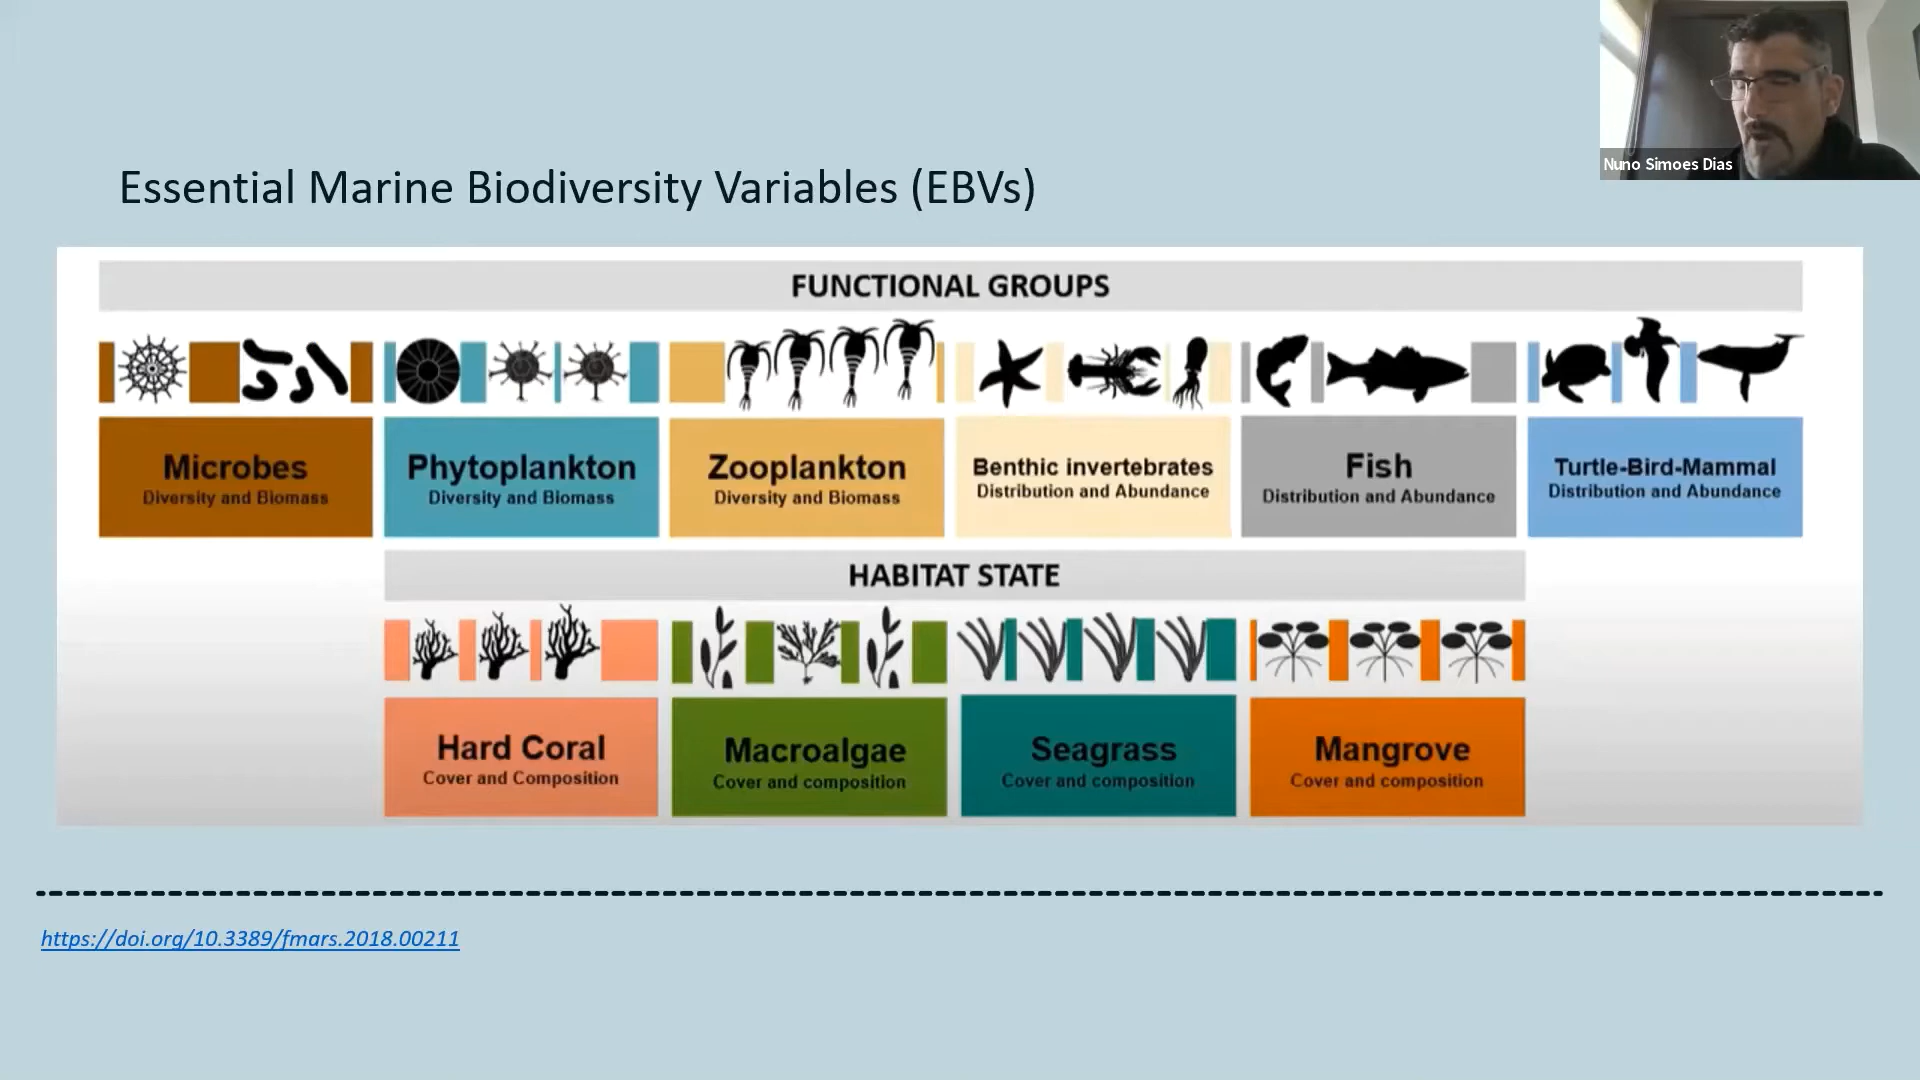 Nuno Simoes Dias
Essential Marine Biodiversity Variables (EBVs)
FUNCTIONAL GROUPS
Microbes
Diversity and Biomass
Phytoplankton
Diversity and Biomass
Zooplankton
Diversity and Biomass
Benthic invertebrates
Distribution and Abundance
Fish
Distribution and Abundance
Turtle-Bird-Mammal
Distribution and Abundance
HABITAT STATE
Hard Coral
Cover and Composition
Macroalgae
Cover and composition
Seagrass
Cover and composition
Mangrove
Cover and composition
https://doi.org/10.3389/fmars.2018.00211